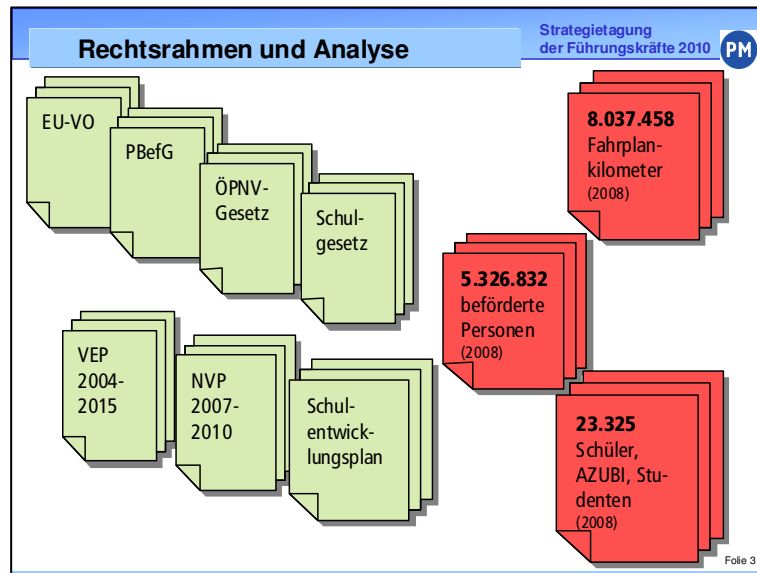 Rechtsrahmen und Analyse
Strategietagung
der Führungskräfte 2010
PM
EU-VO
PBefG
ÖPNV-
Gesetz
Schul-
gesetz
8.037.458
Fahrplan-
kilometer
(2008)
5.326.832
beförderte
Personen
(2008)
VEP
2004-
2015
NVP
2007-
2010
Schul-
entwick-
lungsplan
23.325
Schüler,
AZUBI, Stu-
denten
(2008)
Folie 3